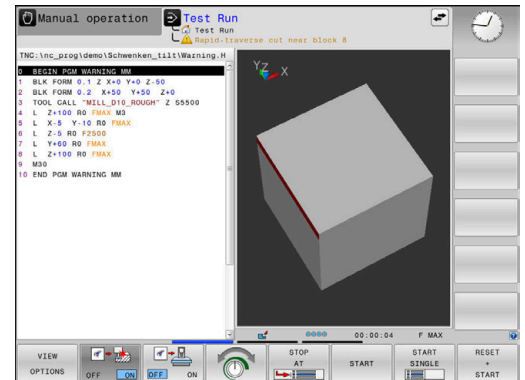 Manual operation
Test Run
Test Run
Rapid-traverse cut near block 8
TNC:\nc_prog\demo\Schwenken_tilt\Warning.H
0 BEGIN PGM WARNING MM
1 BLK FORM 0.1 Z X+0 Y+0 Z-50
2 BLK FORM 0.2 X+50 Y+50 Z+0
3 TOOL CALL "MILL_D10_ROUGH" Z S5500
4 L Z+100 R0 FMAX M3
5 L X-5 Y-10 R0 FMAX
6 L Z-5 R0 F2500
7 L Y+60 R0 FMAX
8 L Z+100 R0 FMAX
9 M30
10 END PGM WARNING MM
Y Z X
00:00:04 F MAX
VIEW OPTIONS
OFF ON
OFF ON
STOP AT
START
START SINGLE
RESET + START